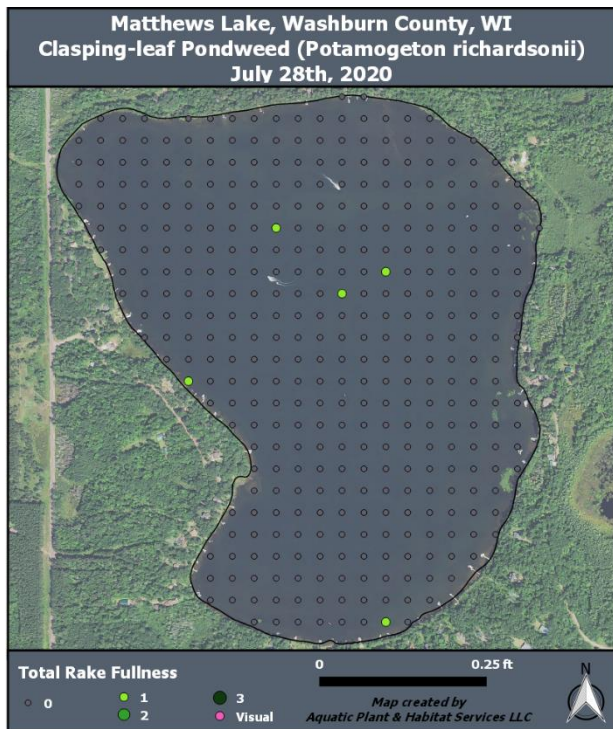 Matthews Lake, Washburn County, WI
Clasping-leaf Pondweed (Potamogeton richardsonii)
July 28th, 2020
Total Rake Fullness
0
1
2
3
Visual
0 0.25 ft
Map created by
Aquatic Plant & Habitat Services LLC
N